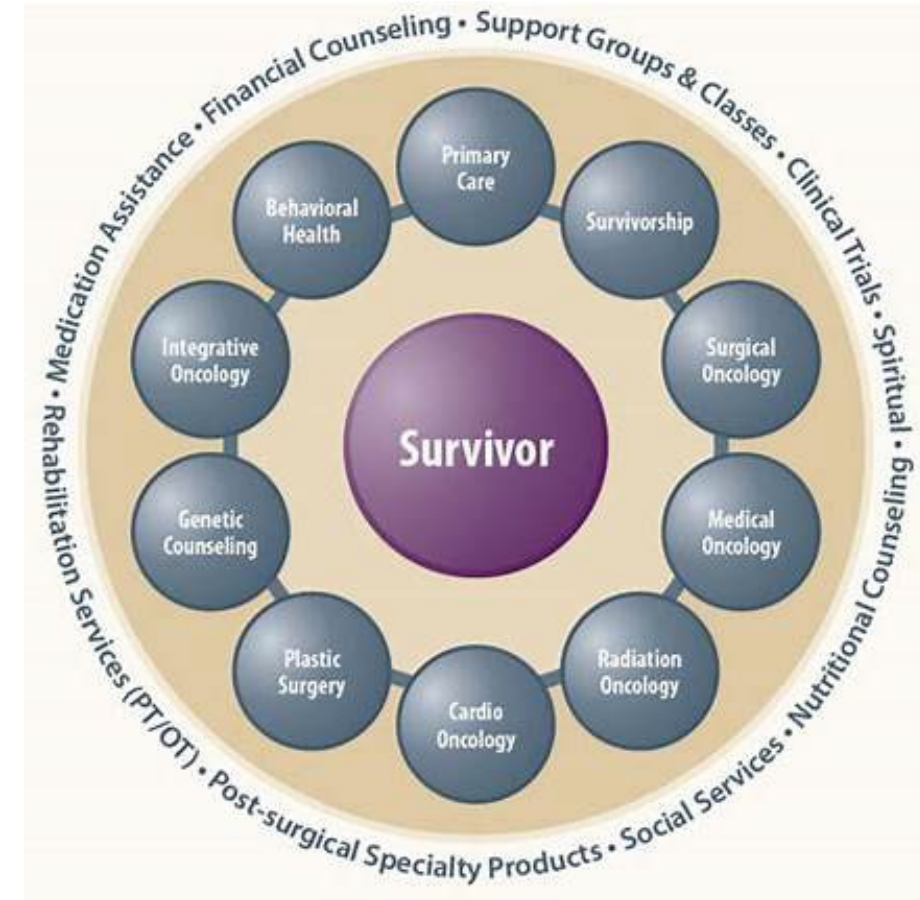 Financial Counseling • Support Groups & Classes • Clinical Trials • Spiritual • Nutritional Counseling • Social Services • Post-surgical Specialty Products • Rehabilitation Services (PT/OT) • Medication Assistance •
Primary
Care
Survivorship
Surgical
Oncology
Medical
Oncology
Radiation
Oncology
Cardio
Oncology
Plastic
Surgery
Genetic
Counseling
Integrative
Oncology
Behavioral
Health
Survivor